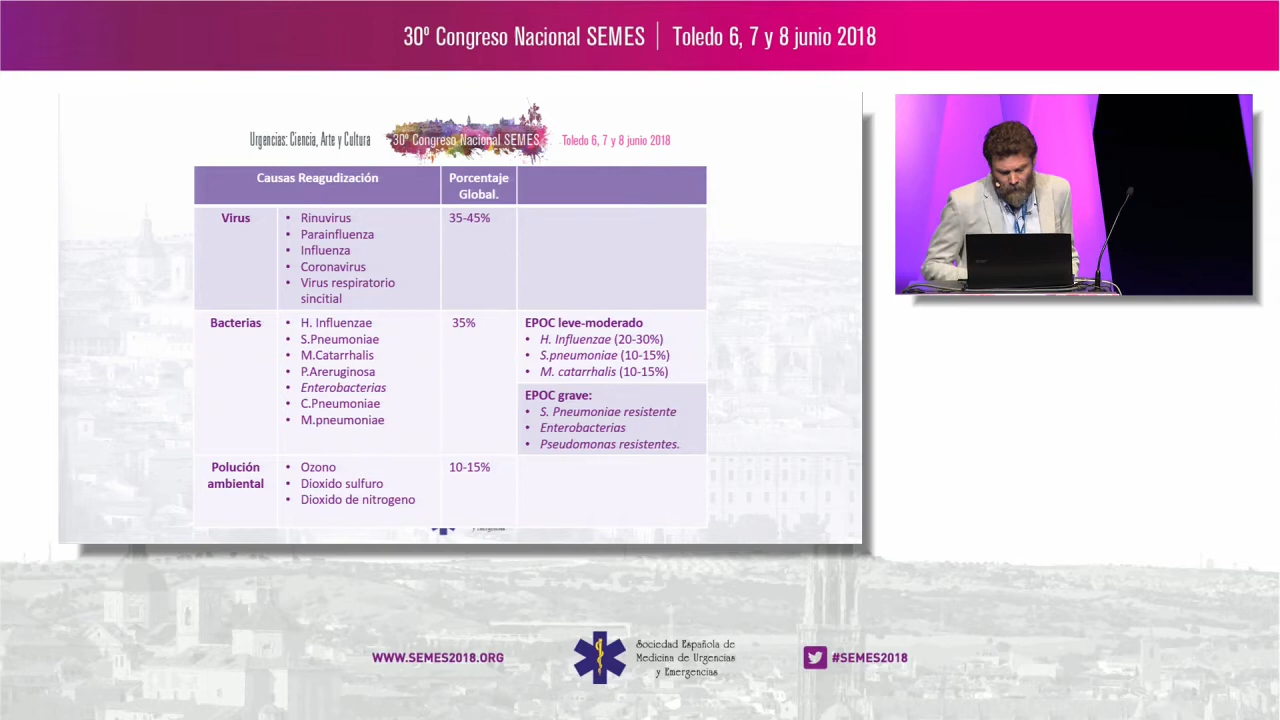 30º Congreso Nacional SEMES | Toledo 6, 7 y 8 junio 2018
Urgencias: Ciencia, Arte y Cultura
30º Congreso Nacional SEMES
Toledo 6, 7 y 8 junio 2018
Causas Reagudización
Porcentaje
Global.
Virus
• Rinuvirus
• Parainfluenza
• Influenza
• Coronavirus
• Virus respiratorio
sincitial
35-45%
Bacterias
• H. Influenzae
• S.Pneumoniae
• M.Catarrhalis
• P.Areruginosa
• Enterobacterias
• C.Pneumoniae
• M.pneumoniae
35%
EPOC leve-moderado
• H. Influenzae (20-30%)
• S.pneumoniae (10-15%)
• M. catarrhalis (10-15%)
EPOC grave:
• S. Pneumoniae resistente
• Enterobacterias
• Pseudomonas resistentes.
Polución
ambiental
• Ozono
• Dioxido sulfuro
• Dioxido de nitrogeno
10-15%
y Emergencias
WWW.SEMES2018.ORG
Sociedad Española de
Medicina de Urgencias
y Emergencias
#SEMES2018